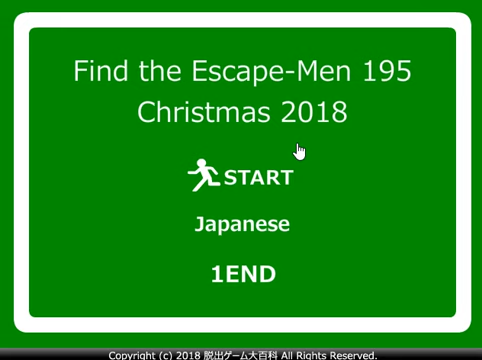 Find the Escape-Men 195
Christmas 2018
START
Japanese
1END
Copyright (c) 2018 脱出ゲーム大百科 All Rights Reserved.